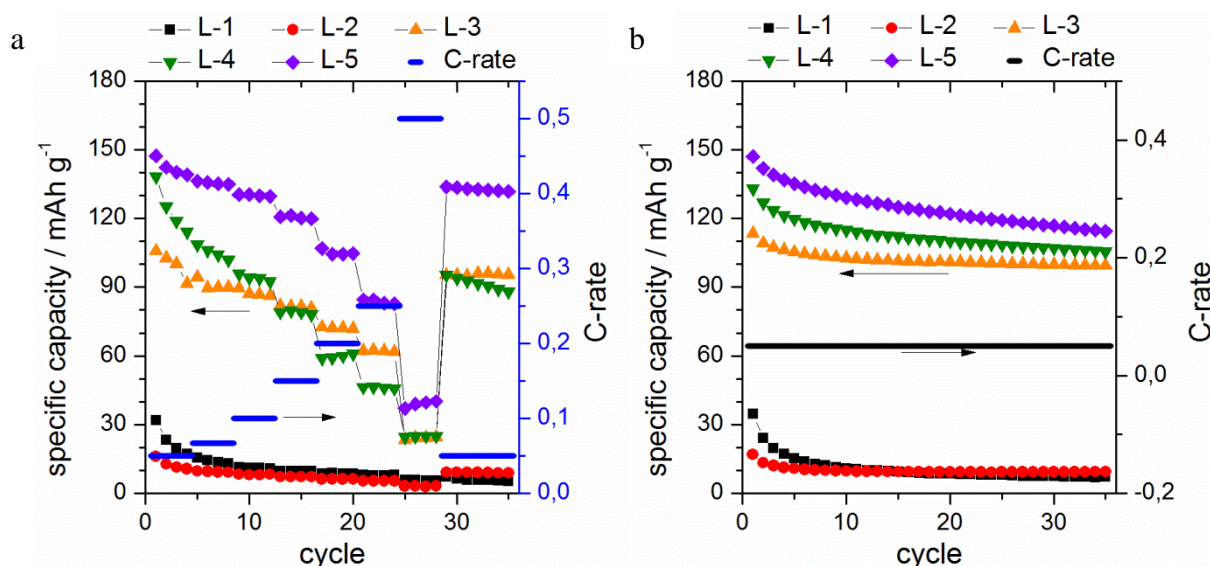 a
L-1 L-2 L-3
L-4 L-5 C-rate
180
150
120
90
60
30
0
specific capacity / mAh g⁻¹
0 10 20 30
cycle
0,5
0,4
0,3
0,2
0,1
0,0
C-rate
b
L-1 L-2 L-3
L-4 L-5 C-rate
180
150
120
90
60
30
0
specific capacity / mAh g⁻¹
0 10 20 30
cycle
0,4
0,2
0,0
-0,2
C-rate